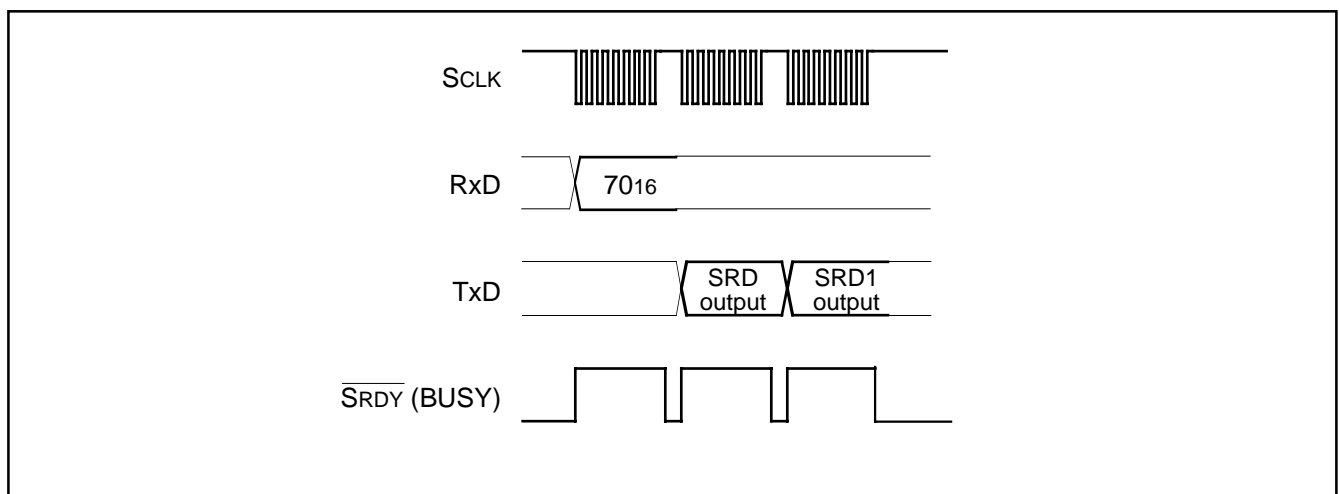 SCLK
RxD
7016
TxD
SRD
output
SRD1
output
SRDY (BUSY)